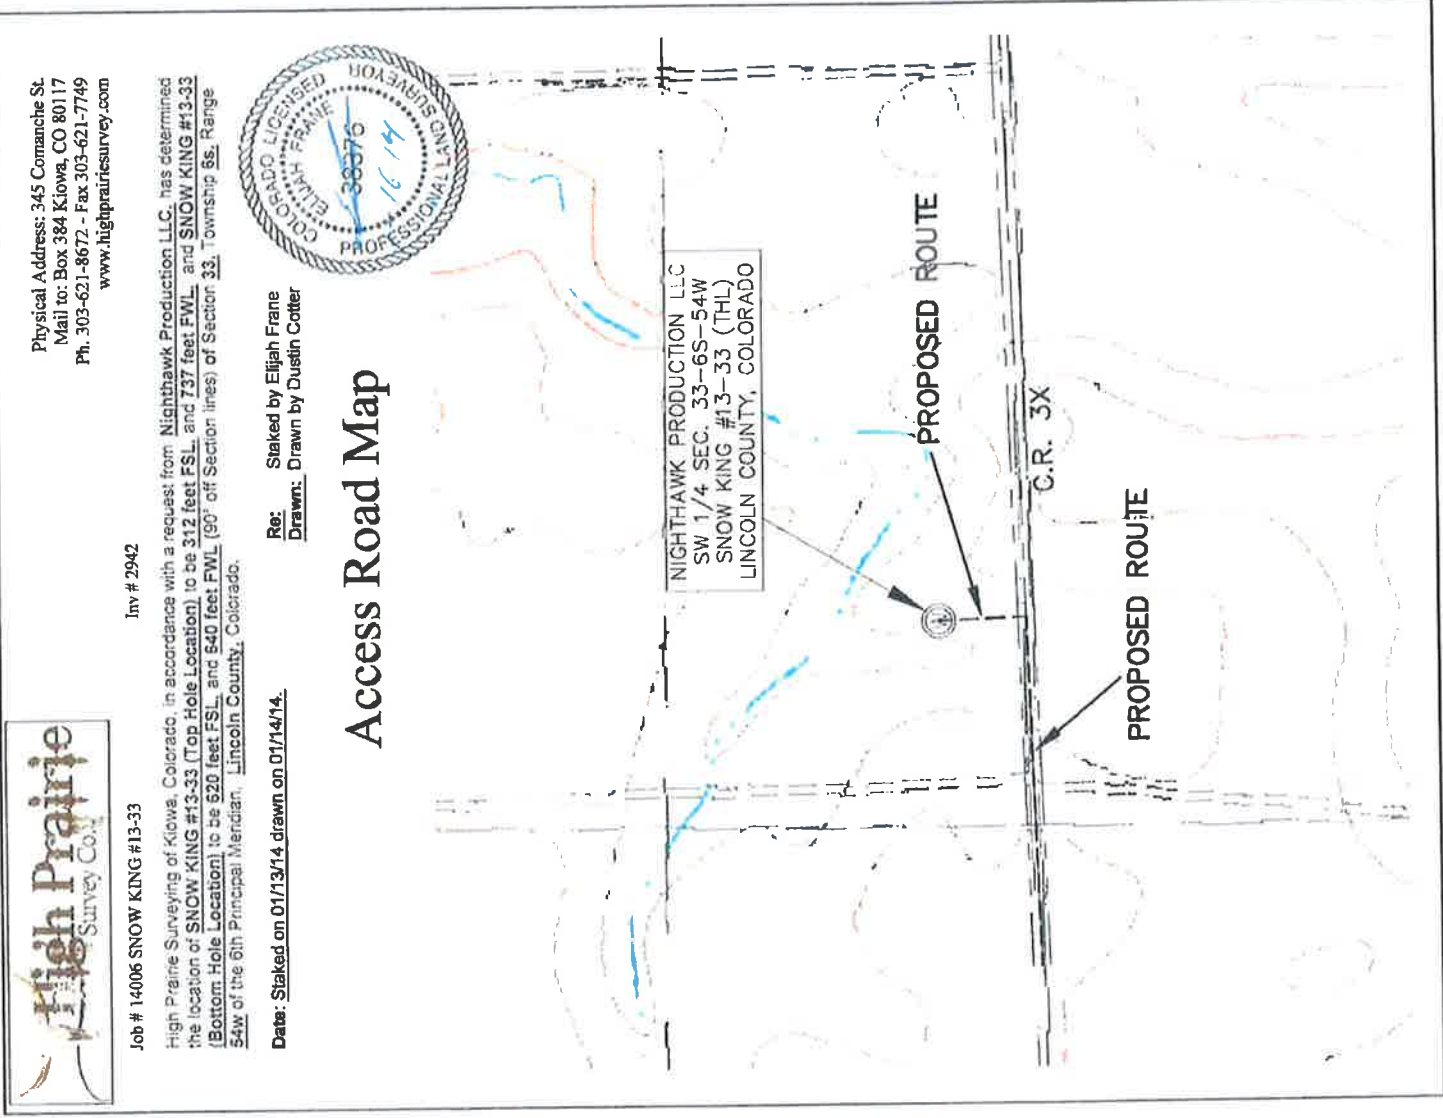 High Prairie
Survey Co.
Physical Address: 345 Comanche St.
Mail to: Box 384 Kiowa, CO 80117
Ph. 303-621-8672 - Fax 303-621-7749
www.highprairiesurvey.com
Job # 14006 SNOW KING #13-33
Inv # 2942
High Prairie Surveying of Kiowa, Colorado, in accordance with a request from Nighthawk Production LLC. has determined
the location of SNOW KING #13-33 (Top Hole Location) to be 312 feet FSL and 737 feet FWL and SNOW KING #13-33
(Bottom Hole Location) to be 620 feet FSL and 640 feet FWL (90° off Section lines) of Section 33, Township 6s, Range
54w of the 6th Principal Meridian, Lincoln County, Colorado.
Date: Staked on 01/13/14 drawn on 01/14/14.
Re: Staked by Elijah Frane
Drawn: Drawn by Dustin Cotter
COLORADO LICENSED
ELIJAH FRANE
38376
16 14
PROFESSIONAL LAND SURVEYOR
Access Road Map
NIGHTHAWK PRODUCTION LLC
SW 1/4 SEC. 33-6S-54W
SNOW KING #13-33 (THL)
LINCOLN COUNTY, COLORADO
PROPOSED ROUTE
C.R. 3X
PROPOSED ROUTE